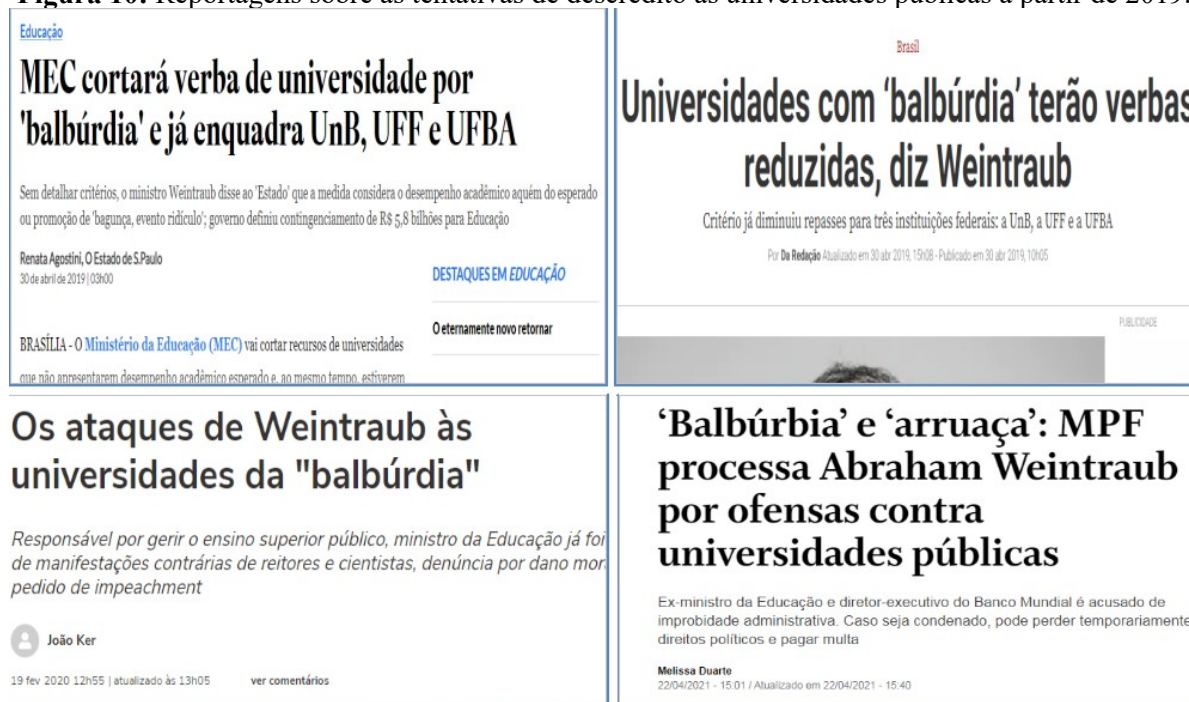 Figura 10: Reportagens sobre as tentativas de descrédito às universidades públicas a partir de 2019.
Educação
MEC cortará verba de universidade por
'balbúrdia' e já enquadra UnB, UFF e UFBA
Sem detalhar critérios, o ministro Weintraub disse ao 'Estado' que a medida considera o desempenho acadêmico aquém do esperado
ou promoção de 'bagunça, evento ridículo'; governo definiu contingenciamento de R$ 5,8 bilhões para Educação
Renata Agostini, O Estado de S.Paulo
30 de abril de 2019 | 03h00
DESTAQUES EM EDUCAÇÃO
O eternamente novo retornar
BRASÍLIA - O Ministério da Educação (MEC) vai cortar recursos de universidades
que não apresentarem desempenho acadêmico esperado e, ao mesmo tempo, estiverem
Brasil
Universidades com ‘balbúrdia’ terão verbas
reduzidas, diz Weintraub
Critério já diminuiu repasses para três instituições federais: a UnB, a UFF e a UFBA
Por Da Redação Atualizado em 30 abr 2019, 15h08 - Publicado em 30 abr 2019, 10h05
PUBLICIDADE
Os ataques de Weintraub às
universidades da "balbúrdia"
Responsável por gerir o ensino superior público, ministro da Educação já foi
de manifestações contrárias de reitores e cientistas, denúncia por dano
pedido de impeachment
João Ker
19 fev 2020 12h55 | atualizado às 13h05 ver comentários
‘Balbúrbia’ e ‘arruaça’: MPF
processa Abraham Weintraub
por ofensas contra
universidades públicas
Ex-ministro da Educação e diretor-executivo do Banco Mundial é acusado de
improbidade administrativa. Caso seja condenado, pode perder temporariamente
direitos políticos e pagar multa
Melissa Duarte
22/04/2021 - 15:01 / Atualizado em 22/04/2021 - 15:40